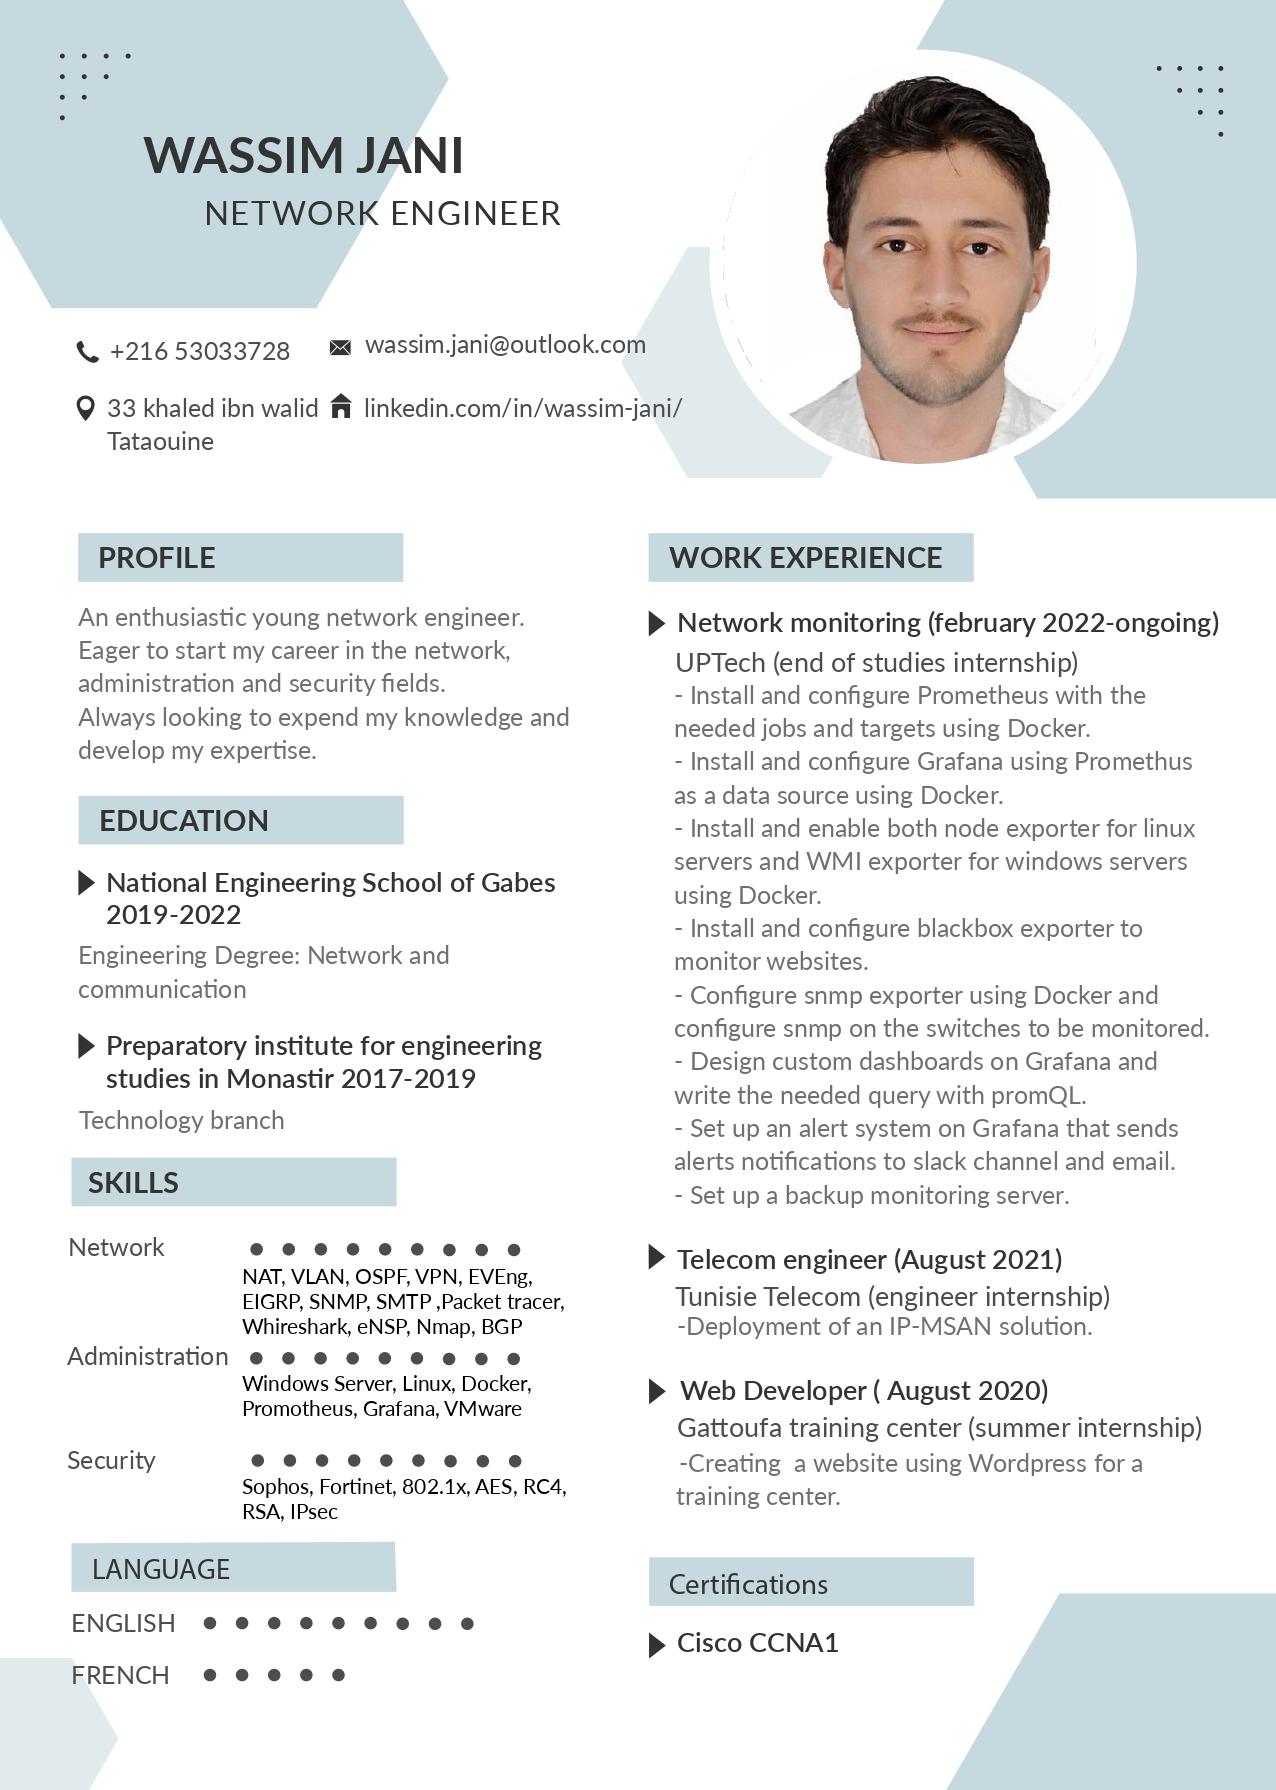 WASSIM JANI
NETWORK ENGINEER
+216 53033728
wassim.jani@outlook.com
33 khaled ibn walid
Tataouine
linkedin.com/in/wassim-jani/
PROFILE
An enthusiastic young network engineer.
Eager to start my career in the network,
administration and security fields.
Always looking to expend my knowledge and
develop my expertise.
EDUCATION
National Engineering School of Gabes
2019-2022
Engineering Degree: Network and
communication
Preparatory institute for engineering
studies in Monastir 2017-2019
Technology branch
SKILLS
Network
NAT, VLAN, OSPF, VPN, EVEng,
EIGRP, SNMP, SMTP ,Packet tracer,
Whireshark, eNSP, Nmap, BGP
Administration
Windows Server, Linux, Docker,
Promotheus, Grafana, VMware
Security
Sophos, Fortinet, 802.1x, AES, RC4,
RSA, IPsec
LANGUAGE
ENGLISH
FRENCH
WORK EXPERIENCE
Network monitoring (february 2022-ongoing)
UPTech (end of studies internship)
- Install and configure Prometheus with the
needed jobs and targets using Docker.
- Install and configure Grafana using Promethus
as a data source using Docker.
- Install and enable both node exporter for linux
servers and WMI exporter for windows servers
using Docker.
- Install and configure blackbox exporter to
monitor websites.
- Configure snmp exporter using Docker and
configure snmp on the switches to be monitored.
- Design custom dashboards on Grafana and
write the needed query with promQL.
- Set up an alert system on Grafana that sends
alerts notifications to slack channel and email.
- Set up a backup monitoring server.
Telecom engineer (August 2021)
Tunisie Telecom (engineer internship)
-Deployment of an IP-MSAN solution.
Web Developer ( August 2020)
Gattoufa training center (summer internship)
-Creating  a website using Wordpress for a
training center.
Certifications
Cisco CCNA1